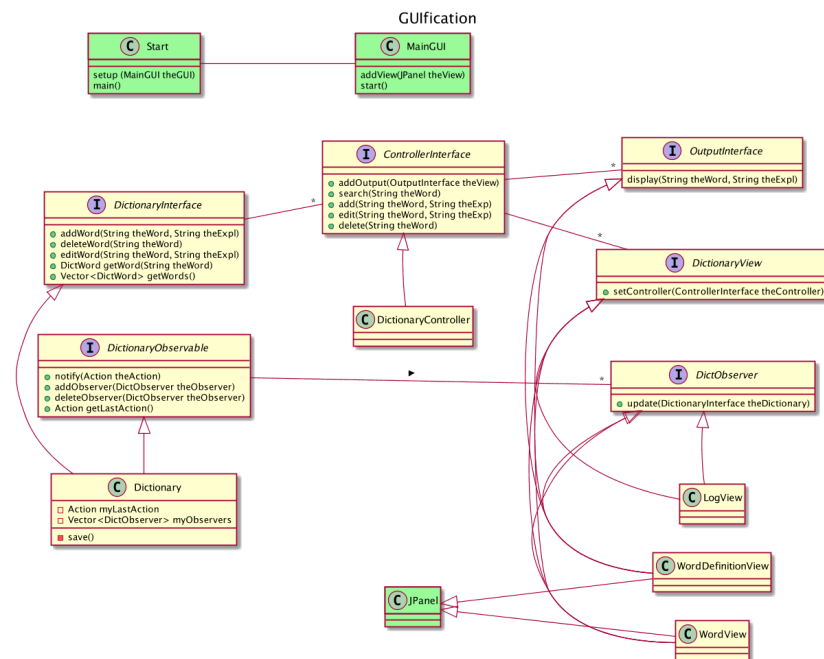 GUIfication
C Start
setup (MainGUI theGUI)
main()
C MainGUI
addView(JPanel theView)
start()
I ControllerInterface
addOutput(OutputInterface theView)
search(String theWord)
add(String theWord, String theExp)
edit(String theWord, String theExp)
delete(String theWord)
I OutputInterface
display(String theWord, String theExpl)
*
*
*
I DictionaryInterface
addWord(String theWord, String theExpl)
deleteWord(String theWord)
editWord(String theWord, String theExpl)
DictWord getWord(String theWord)
Vector<DictWord> getWords()
I DictionaryView
setController(ControllerInterface theController)
C DictionaryController
I DictionaryObservable
notify(Action theAction)
addObserver(DictObserver theObserver)
deleteObserver(DictObserver theObserver)
Action getLastAction()
*
I DictObserver
update(DictionaryInterface theDictionary)
C Dictionary
Action myLastAction
Vector<DictObserver> myObservers
save()
C LogView
C WordDefinitionView
C JPanel
C WordView